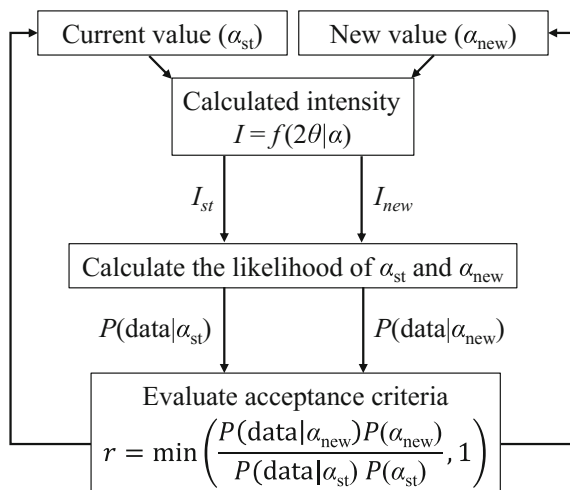 Current value (α_st) New value (α_new)
Calculated intensity
I = f(2θ|α)
I_st I_new
Calculate the likelihood of α_st and α_new
P(data|α_st) P(data|α_new)
Evaluate acceptance criteria
r = min(P(data|α_new)P(α_new)/P(data|α_st) P(α_st), 1)